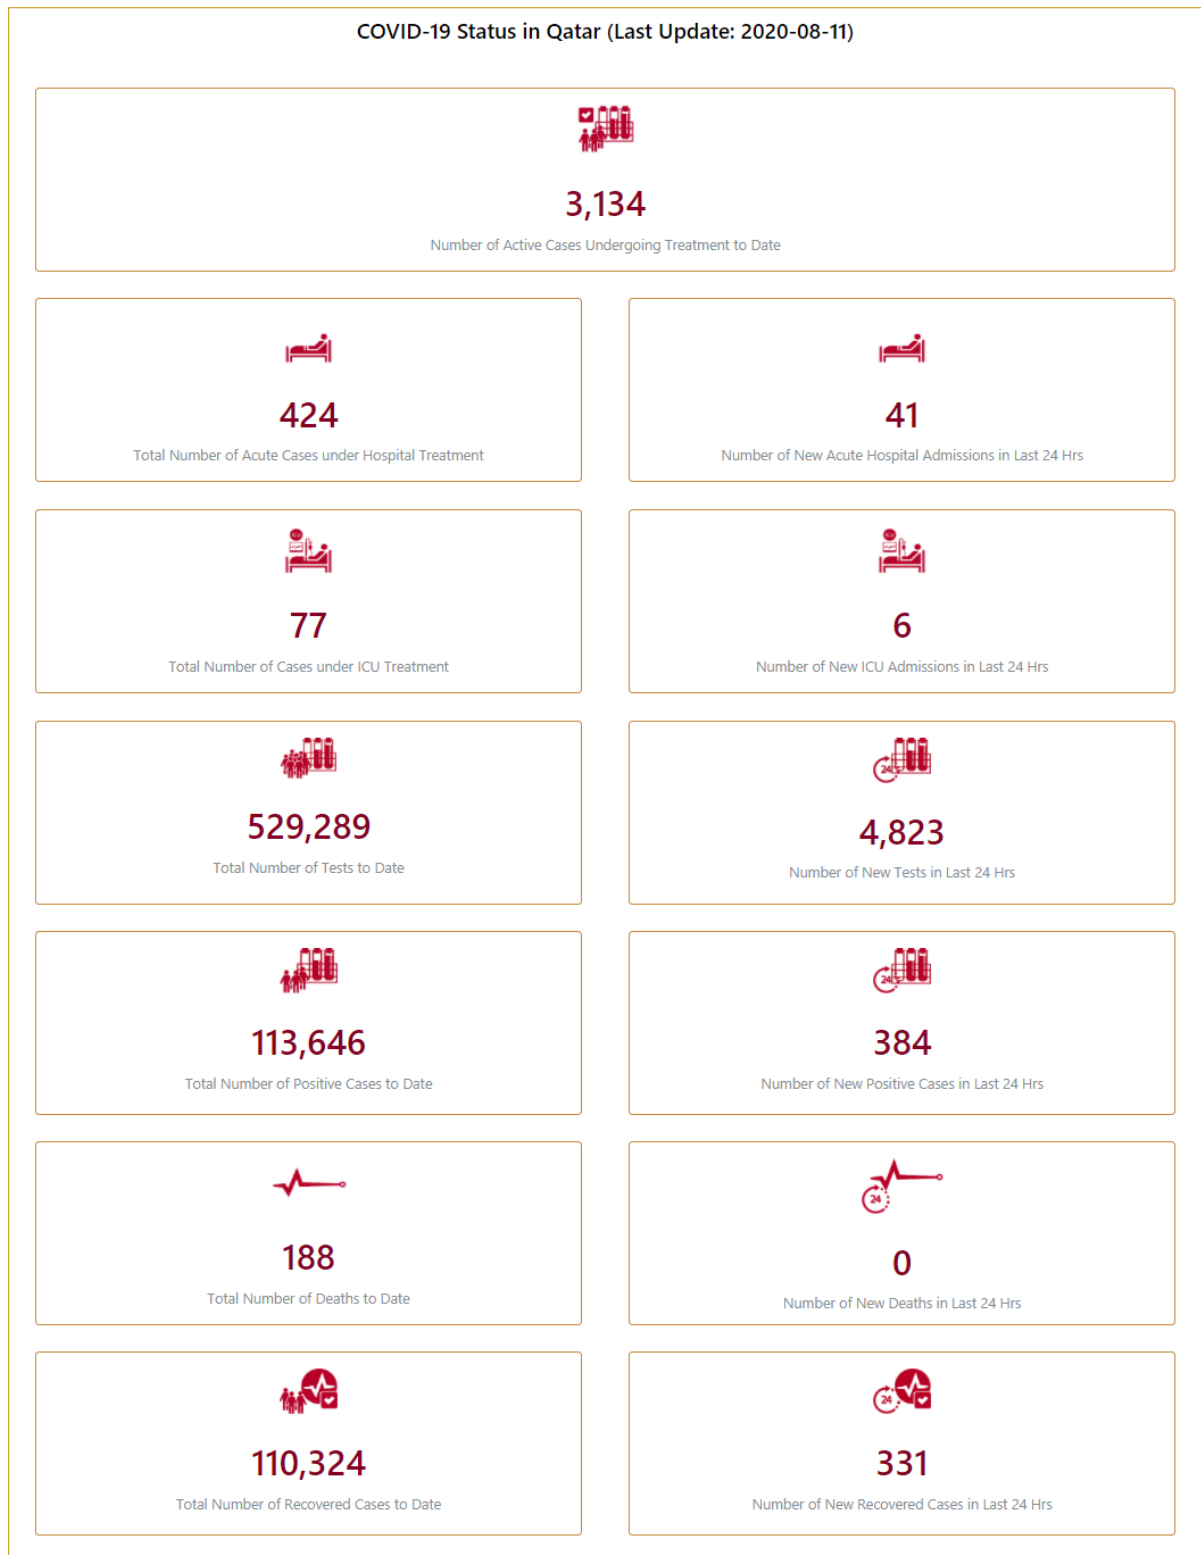 COVID-19 Status in Qatar (Last Update: 2020-08-11)
3,134
Number of Active Cases Undergoing Treatment to Date
424
Total Number of Acute Cases under Hospital Treatment
41
Number of New Acute Hospital Admissions in Last 24 Hrs
77
Total Number of Cases under ICU Treatment
6
Number of New ICU Admissions in Last 24 Hrs
529,289
Total Number of Tests to Date
24
4,823
Number of New Tests in Last 24 Hrs
113,646
Total Number of Positive Cases to Date
24
384
Number of New Positive Cases in Last 24 Hrs
188
Total Number of Deaths to Date
24
0
Number of New Deaths in Last 24 Hrs
110,324
Total Number of Recovered Cases to Date
24
331
Number of New Recovered Cases in Last 24 Hrs